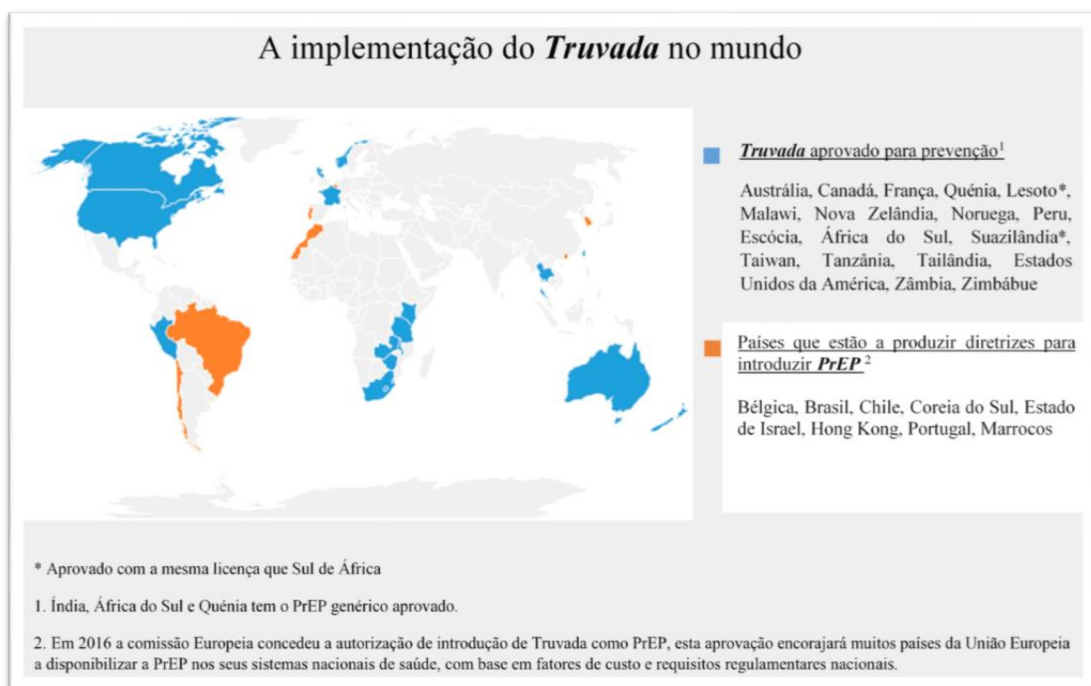 A implementação do Truvada no mundo
Truvada aprovado para prevenção1
Austrália, Canadá, França, Quénia, Lesoto*,
Malawi, Nova Zelândia, Noruega, Peru,
Escócia, África do Sul, Suazilândia*,
Taiwan, Tanzânia, Tailândia, Estados
Unidos da América, Zâmbia, Zimbábue
Países que estão a produzir diretrizes para
introduzir PrEP 2
Bélgica, Brasil, Chile, Coreia do Sul, Estado
de Israel, Hong Kong, Portugal, Marrocos
* Aprovado com a mesma licença que Sul de África
1. Índia, África do Sul e Quénia tem o PrEP genérico aprovado.
2. Em 2016 a comissão Europeia concedeu a autorização de introdução de Truvada como PrEP, esta aprovação encorajará muitos países da União Europeia
a disponibilizar a PrEP nos seus sistemas nacionais de saúde, com base em fatores de custo e requisitos regulamentares nacionais.